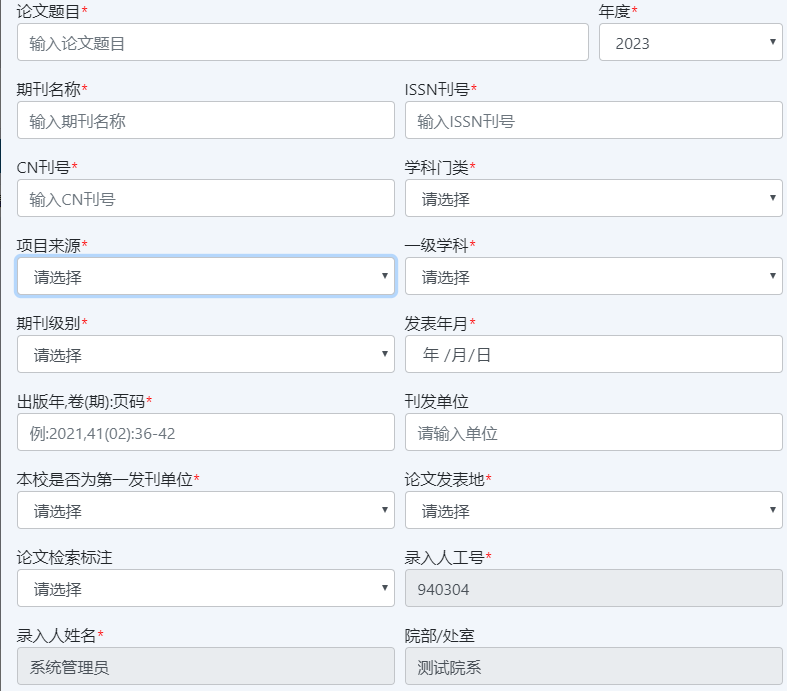 论文题目* 年度*
输入论文题目 2023
期刊名称* ISSN刊号*
输入期刊名称 输入ISSN刊号
CN刊号* 学科门类*
输入CN刊号 请选择
项目来源* 一级学科*
请选择 请选择
期刊级别* 发表年月*
请选择 年 /月/日
出版年,卷(期):页码* 刊发单位
例:2021,41(02):36-42 请输入单位
本校是否为第一发刊单位* 论文发表地*
请选择 请选择
论文检索标注 录入人工号*
请选择 940304
录入人姓名* 院部/处室
系统管理员 测试院系